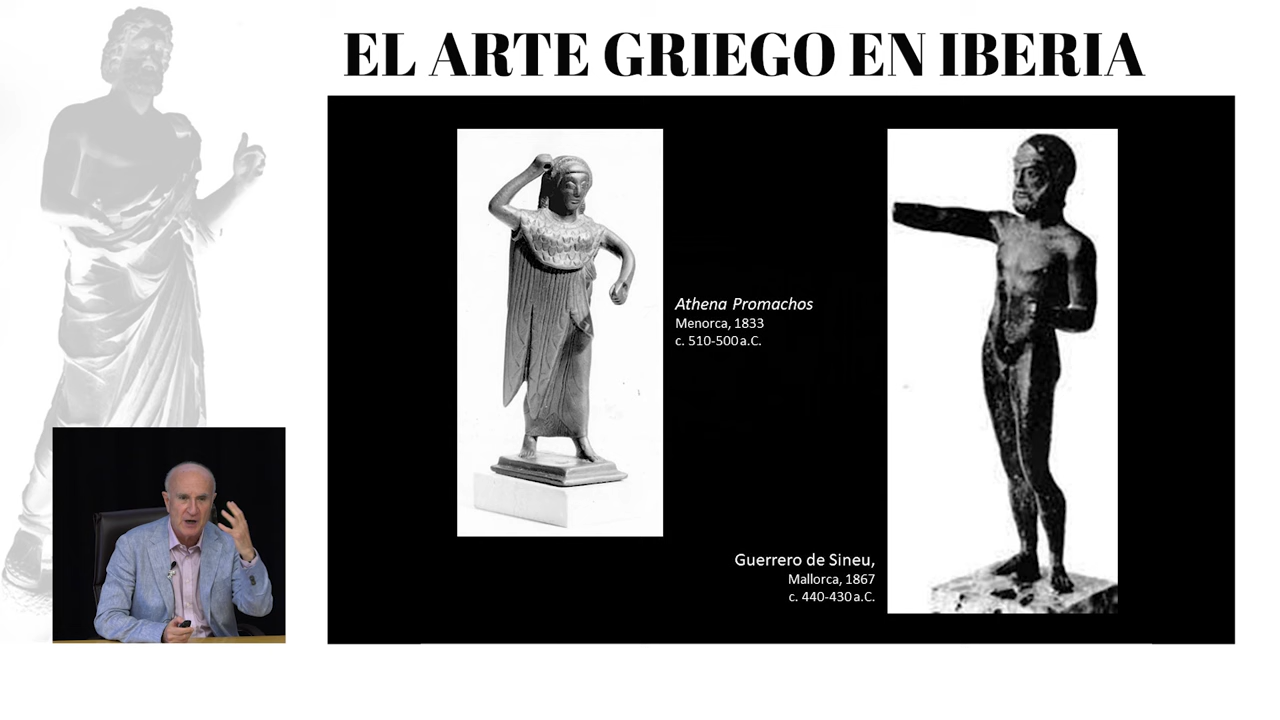 EL ARTE GRIEGO EN IBERIA
Athena Promachos
Menorca, 1833
c. 510-500 a.C.
Guerrero de Sineu,
Mallorca, 1867
c. 440-430 a.C.